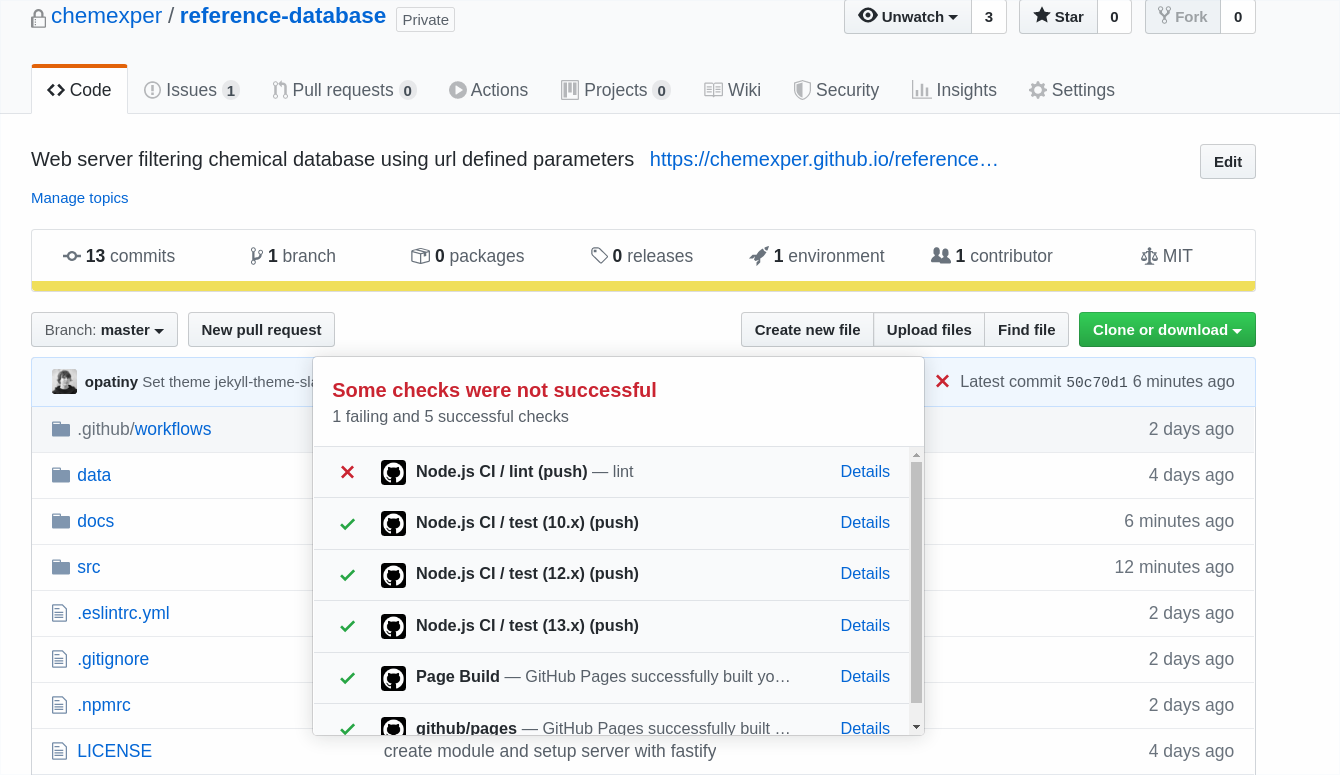 chemexper / reference-database Private Unwatch 3 Star 0 Fork 0
Code Issues 1 Pull requests 0 Actions Projects 0 Wiki Security Insights Settings
Web server filtering chemical database using url defined parameters https://chemexper.github.io/reference… Edit
Manage topics
13 commits 1 branch 0 packages 0 releases 1 environment 1 contributor MIT
Branch: master New pull request Create new file Upload files Find file Clone or download
opatiny Set theme jekyll-theme-sla Latest commit 50c70d1 6 minutes ago
Some checks were not successful
1 failing and 5 successful checks
.github/workflows 2 days ago
Node.js CI / lint (push) — lint Details
data 4 days ago
Node.js CI / test (10.x) (push) Details
docs 6 minutes ago
Node.js CI / test (12.x) (push) Details
src 12 minutes ago
.eslintrc.yml 2 days ago
Node.js CI / test (13.x) (push) Details
.gitignore 2 days ago
Page Build — GitHub Pages successfully built yo… Details
.npmrc 2 days ago
github/pages — GitHub Pages successfully built … Details
LICENSE create module and setup server with fastify 4 days ago